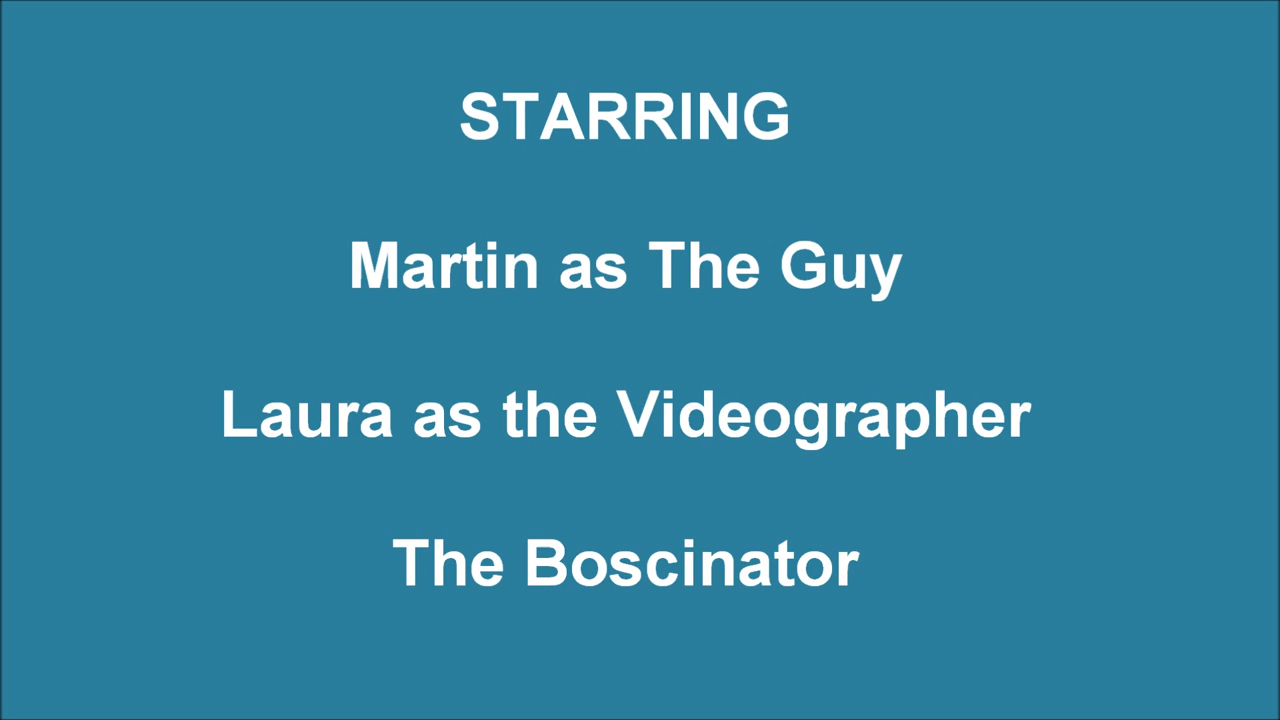 STARRING
Martin as The Guy
Laura as the Videographer
The Boscinator